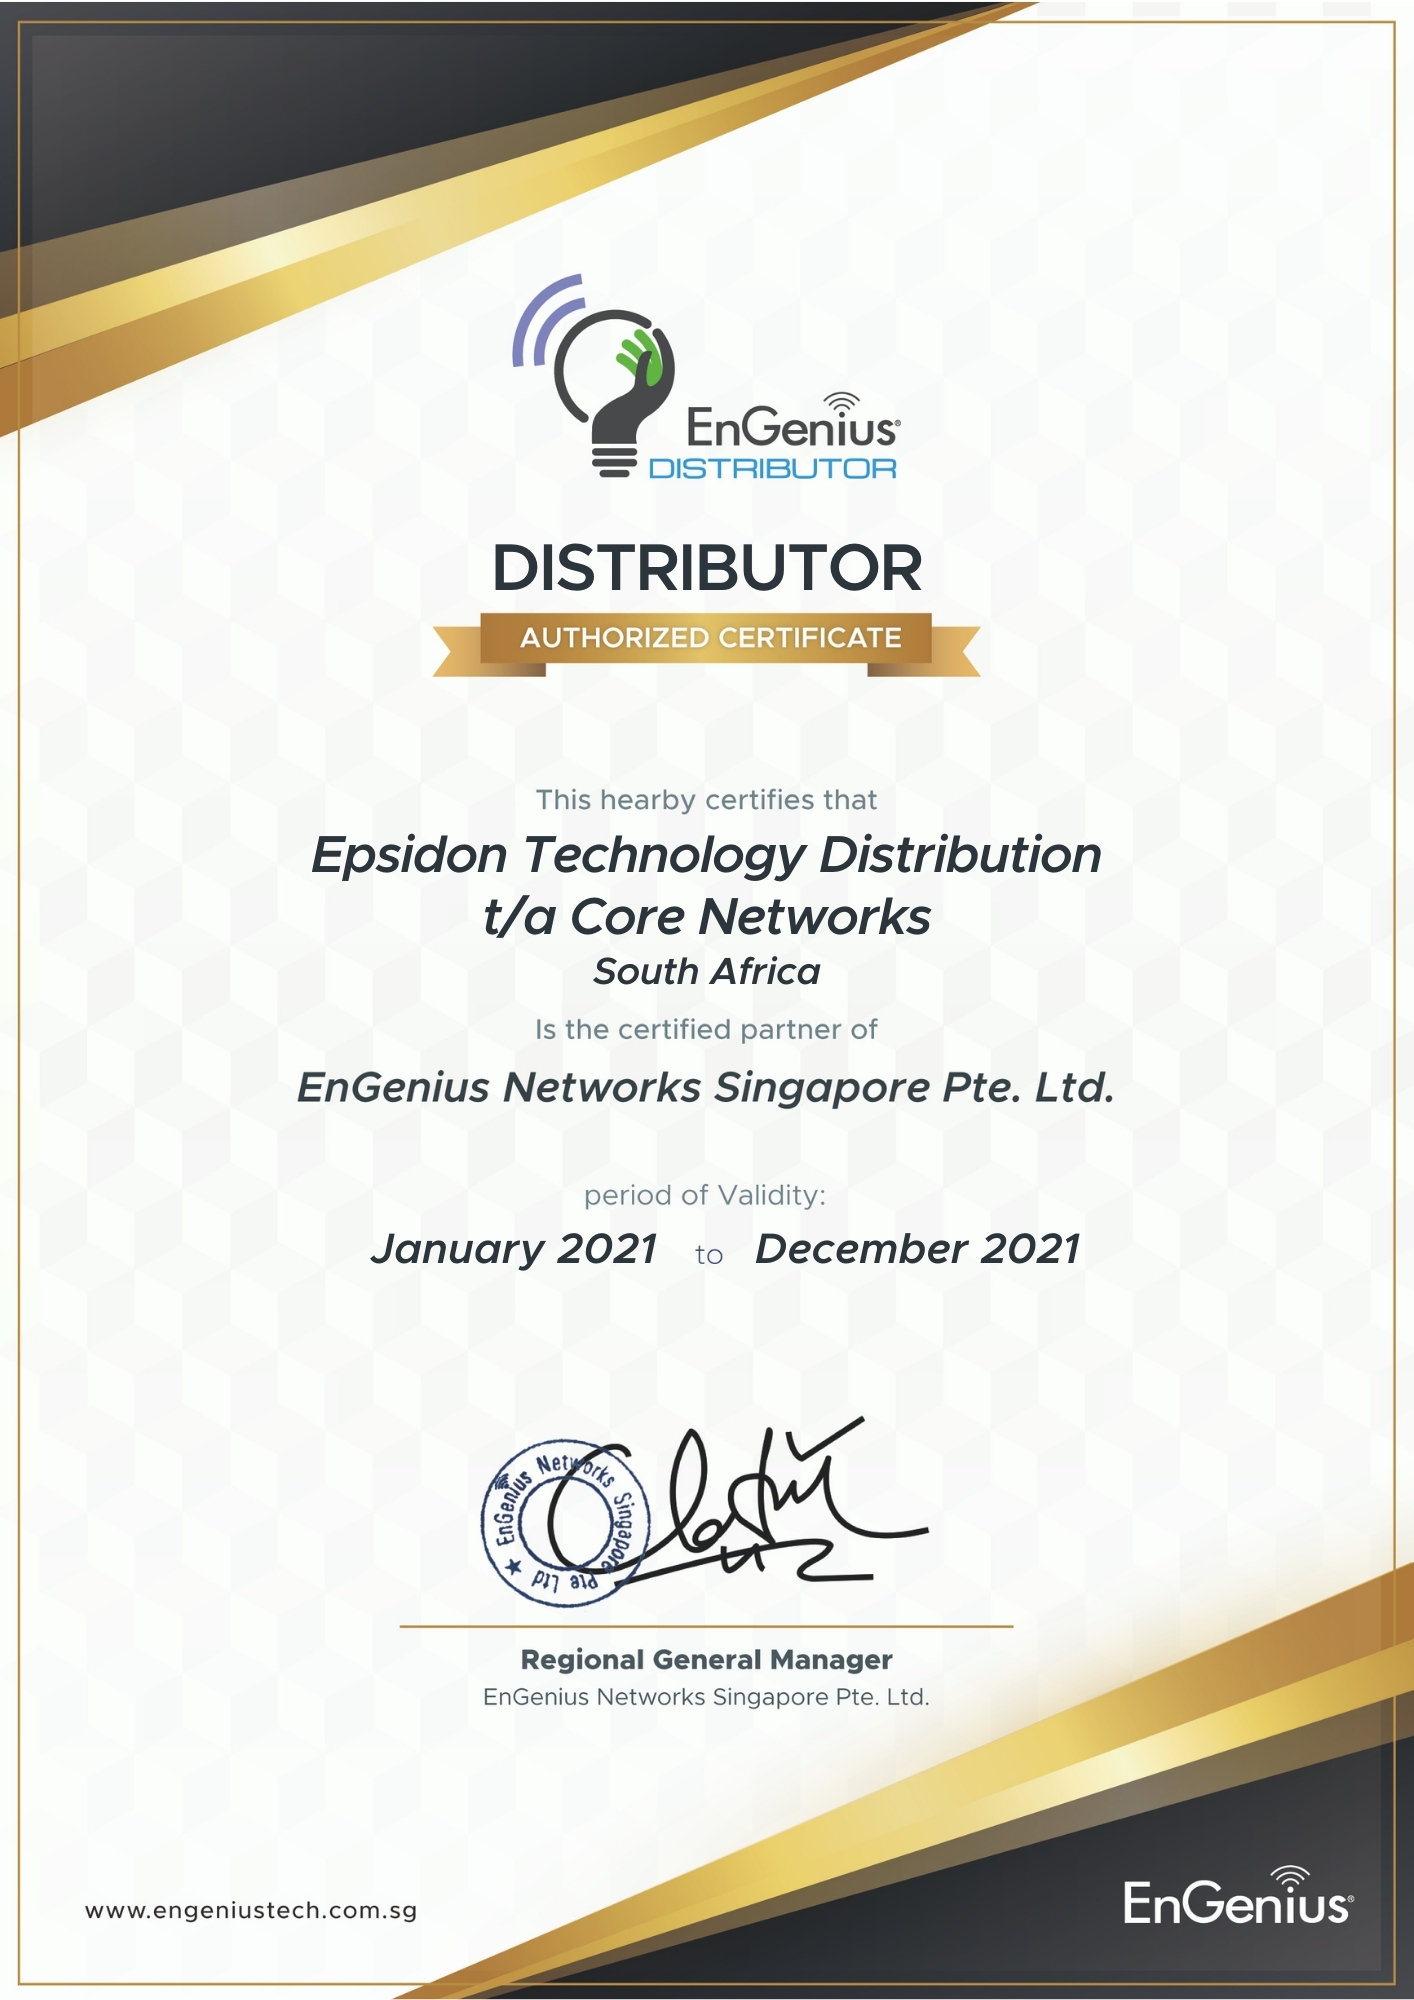 EnGenius®
DISTRIBUTOR
DISTRIBUTOR
AUTHORIZED CERTIFICATE
This hearby certifies that
Epsidon Technology Distribution
t/a Core Networks
South Africa
Is the certified partner of
EnGenius Networks Singapore Pte. Ltd.
period of Validity:
January 2021 to December 2021
★ EnGenius Networks Singapore Pte Ltd
Regional General Manager
EnGenius Networks Singapore Pte. Ltd.
www.engeniustech.com.sg
EnGenius®